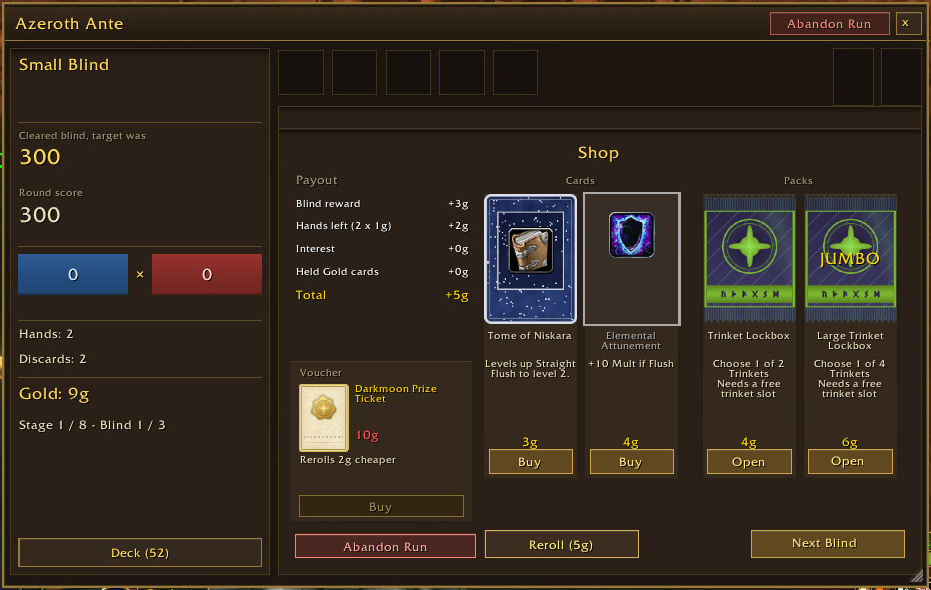 Azeroth Ante
Abandon Run
x
Small Blind
Cleared blind, target was
300
Round score
300
0 × 0
Hands: 2
Discards: 2
Gold: 9g
Stage 1 / 8 - Blind 1 / 3
Deck (52)
Shop
Payout
Blind reward +3g
Hands left (2 x 1g) +2g
Interest +0g
Held Gold cards +0g
Total +5g
Voucher
Darkmoon Prize
Ticket
10g
Rerolls 2g cheaper
Buy
Cards
Tome of Niskara
Levels up Straight
Flush to level 2.
3g
Buy
Elemental
Attunement
+10 Mult if Flush
4g
Buy
Packs
Trinket Lockbox
Choose 1 of 2
Trinkets
Needs a free
trinket slot
4g
Open
JUMBO
Large Trinket
Lockbox
Choose 1 of 4
Trinkets
Needs a free
trinket slot
6g
Open
Abandon Run
Reroll (5g)
Next Blind